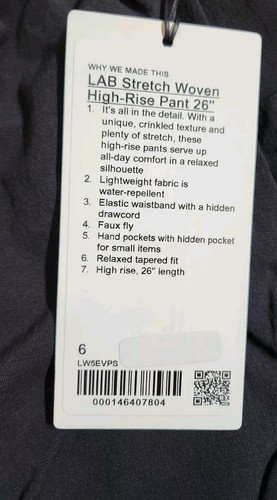 WHY WE MADE THIS
LAB Stretch Woven
High-Rise Pant 26"
1. It's all in the detail. With a
unique, crinkled texture and
plenty of stretch, these
high-rise pants serve up
all-day comfort in a relaxed
silhouette
2. Lightweight fabric is
water-repellent
3. Elastic waistband with a hidden
drawcord
4. Faux fly
5. Hand pockets with hidden pocket
for small items
6. Relaxed tapered fit
7. High rise, 26" length
6
LW5EVPS
000146407804